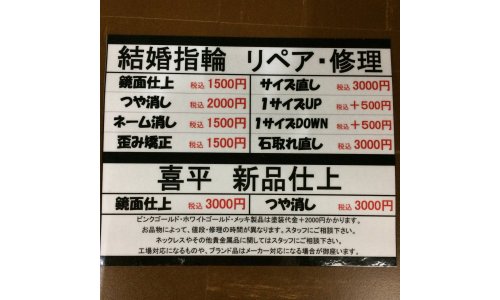 結婚指輪 リペア・修理
鏡面仕上 税込 1500円 サイズ直し 税込 3000円
つや消し 税込 2000円 1サイズUP 税込 +500円
ネーム消し 税込 1500円 1サイズDOWN 税込 +500円
歪み矯正 税込 1500円 石取れ直し 税込 3000円
喜平 新品仕上
鏡面仕上 税込 3000円 つや消し 税込 3000円
ピンクゴールド・ホワイトゴールド・メッキ製品は塗装代金+2000円かかります。
お品物によって、値段・修理の時間が異なります。スタッフにご相談下さい。
ネックレスやその他貴金属品に関してはスタッフにご相談下さい。
工場対応になるものや、ブランド品はメーカー対応になる場合が御座います。